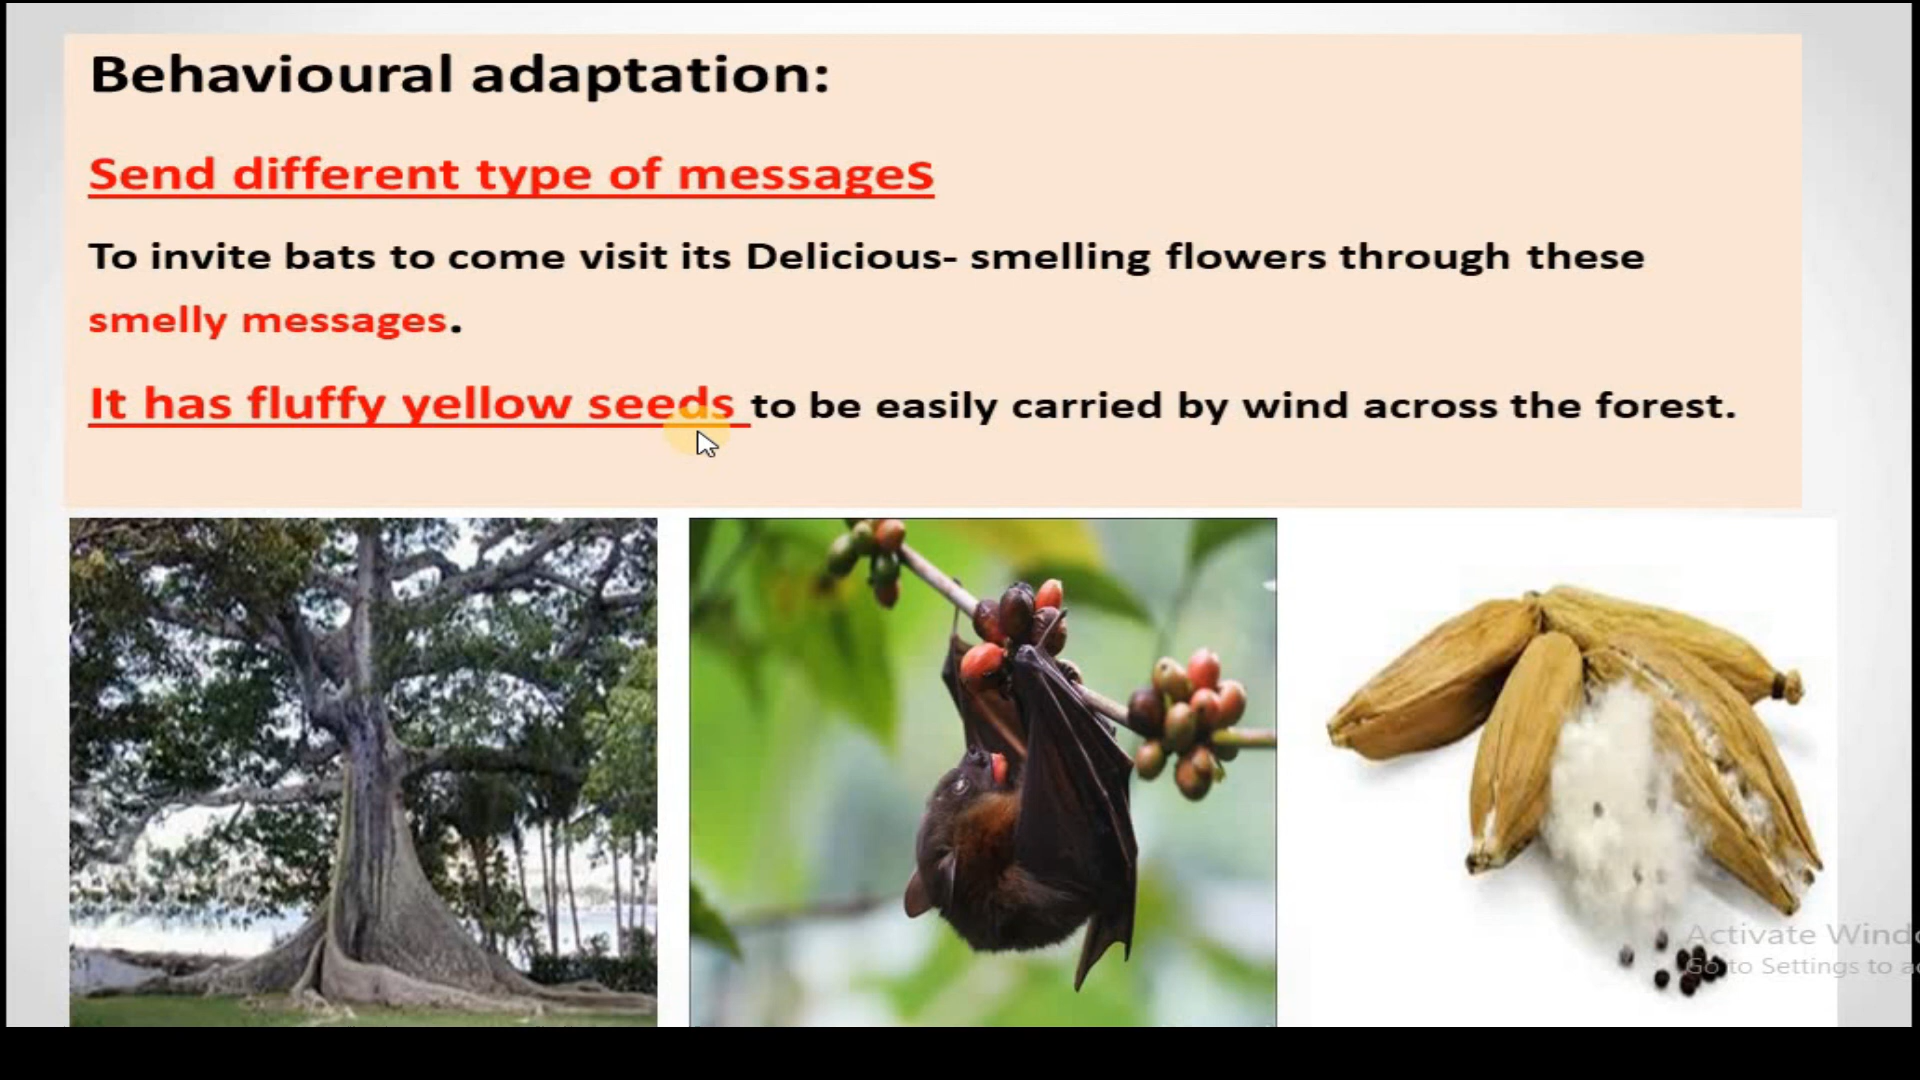 Behavioural adaptation:
Send different type of messages
To invite bats to come visit its Delicious- smelling flowers through these
smelly messages.
It has fluffy yellow seeds to be easily carried by wind across the forest.
Activate Windo
Go to Settings to a